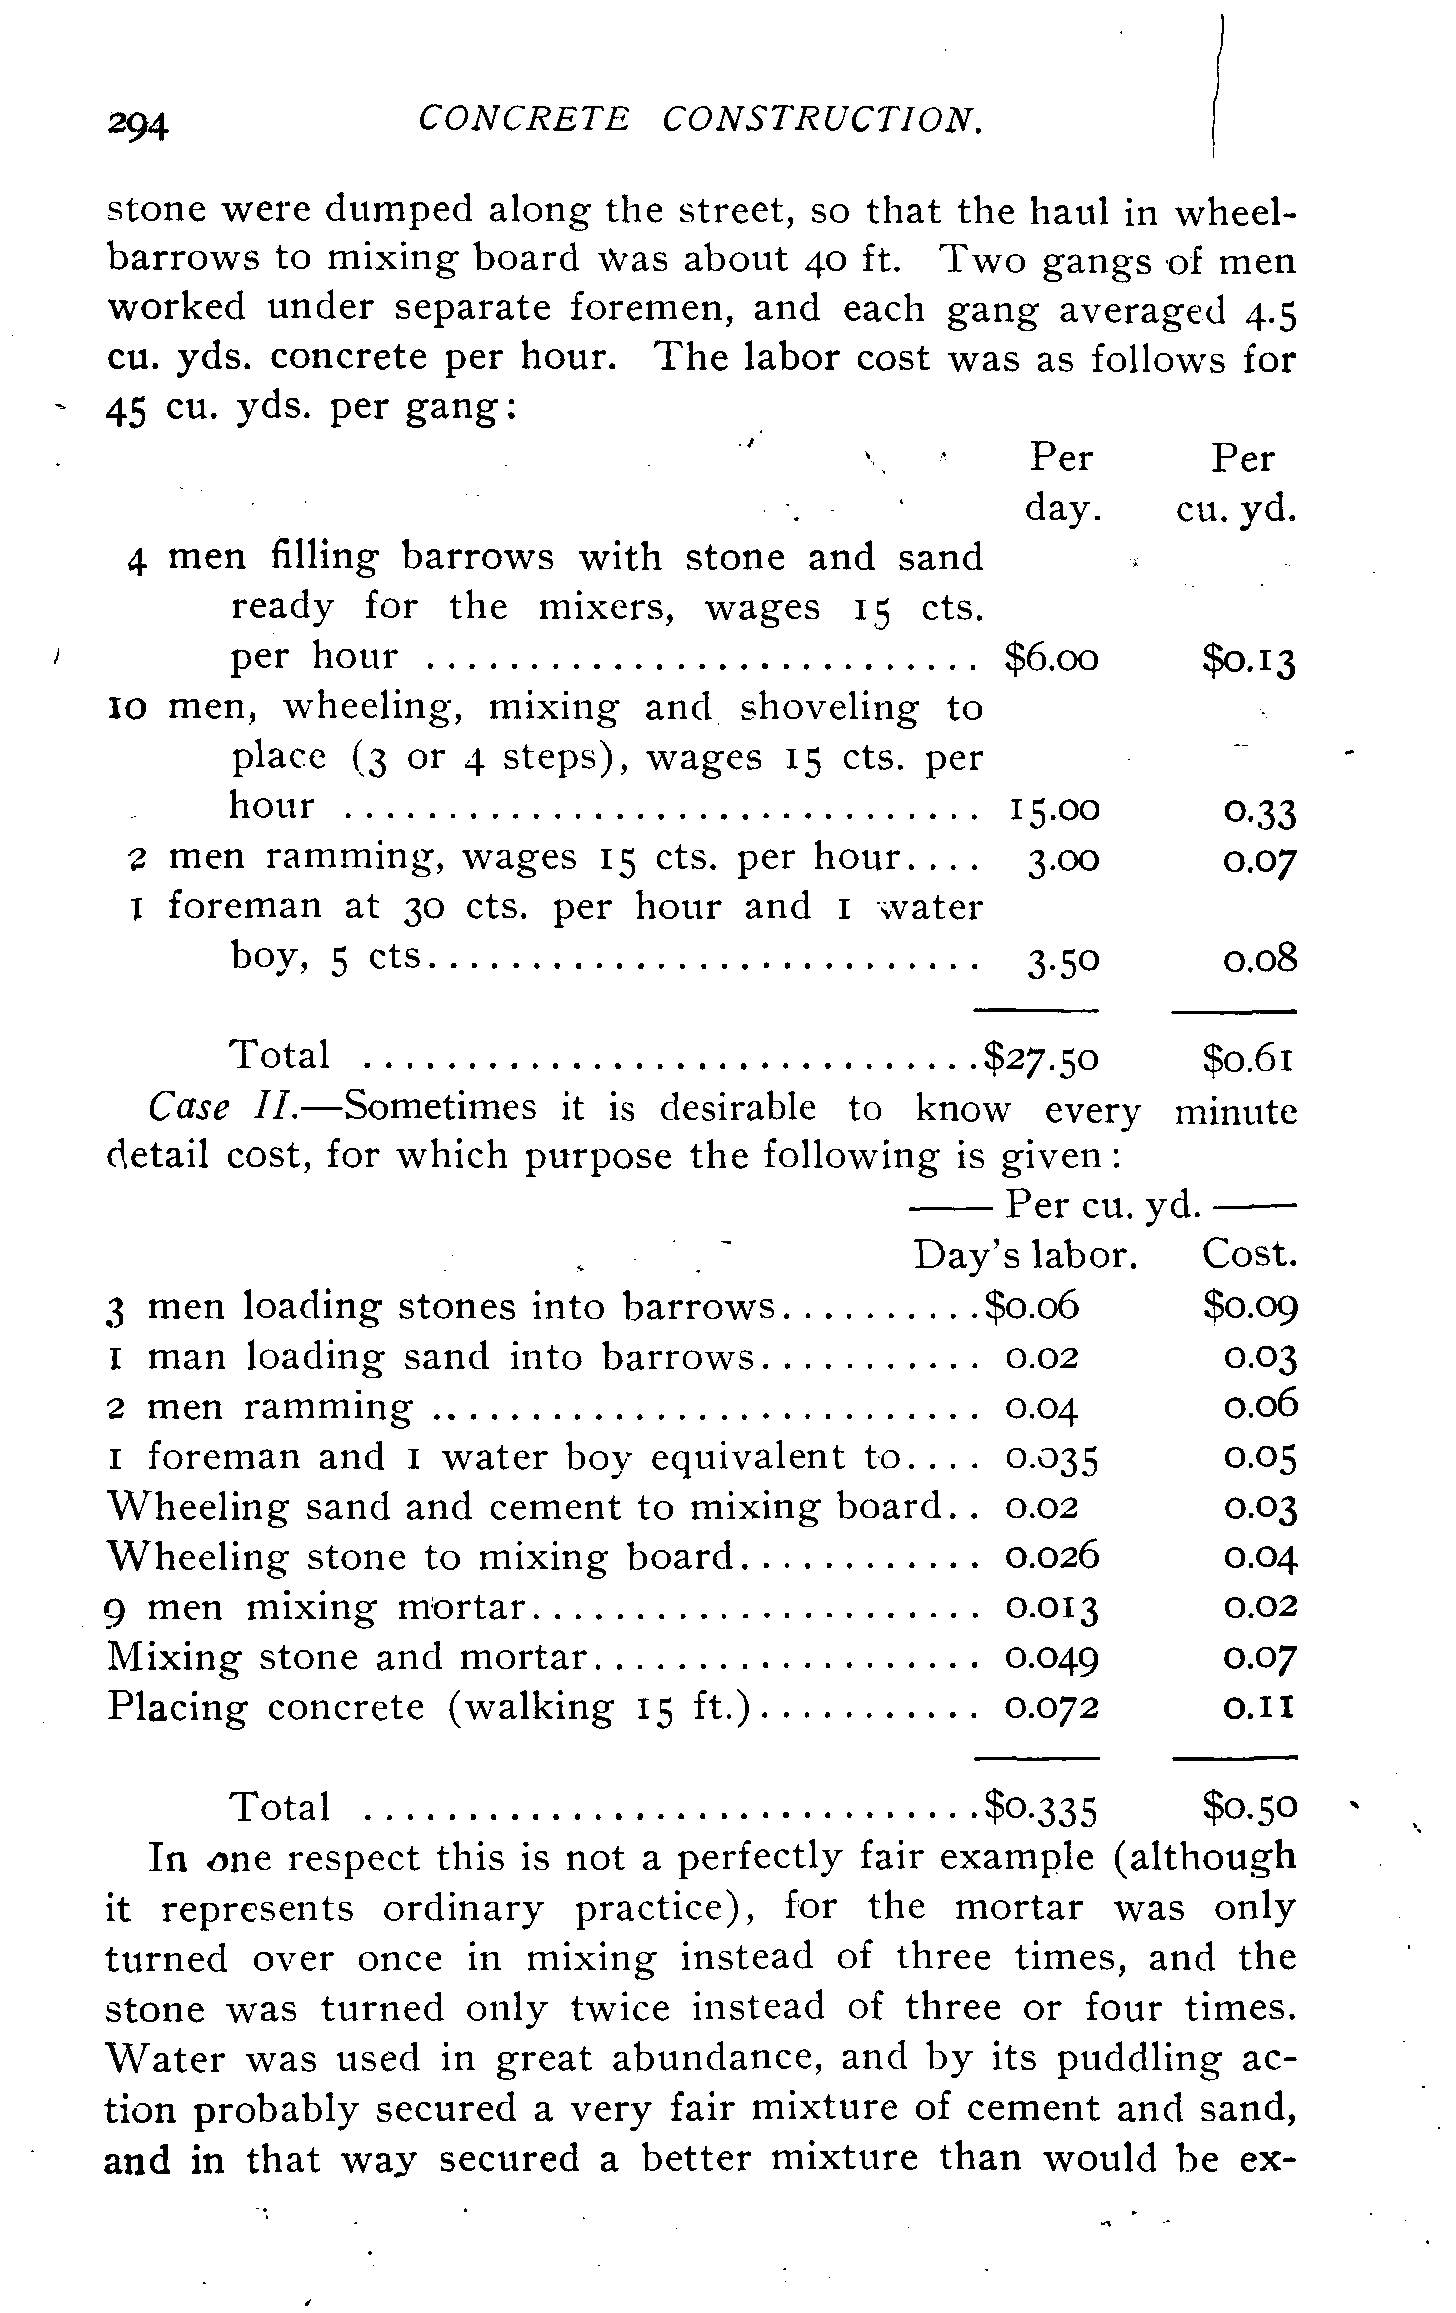 294 CONCRETE CONSTRUCTION.
stone were dumped along the street, so that the haul in wheel-
barrows to mixing board was about 40 ft. Two gangs of men
worked under separate foremen, and each gang averaged 4.5
cu. yds. concrete per hour. The labor cost was as follows for
45 cu. yds. per gang:
Per Per
day. cu. yd.
4 men filling barrows with stone and sand
ready for the mixers, wages 15 cts.
per hour ........................... $6.00 $0.13
10 men, wheeling, mixing and shoveling to
place (3 or 4 steps), wages 15 cts. per
hour ............................... 15.00 0.33
2 men ramming, wages 15 cts. per hour.... 3.00 0.07
1 foreman at 30 cts. per hour and 1 water
boy, 5 cts........................... 3.50 0.08
Total ..............................$27.50 $0.61
Case II.—Sometimes it is desirable to know every minute
detail cost, for which purpose the following is given:
—— Per cu. yd. ——
Day's labor. Cost.
3 men loading stones into barrows..........$0.06 $0.09
1 man loading sand into barrows........... 0.02 0.03
2 men ramming ........................... 0.04 0.06
1 foreman and 1 water boy equivalent to.... 0.035 0.05
Wheeling sand and cement to mixing board.. 0.02 0.03
Wheeling stone to mixing board............ 0.026 0.04
9 men mixing mortar...................... 0.013 0.02
Mixing stone and mortar................... 0.049 0.07
Placing concrete (walking 15 ft.)........... 0.072 0.11
Total ..............................$0.335 $0.50
In one respect this is not a perfectly fair example (although
it represents ordinary practice), for the mortar was only
turned over once in mixing instead of three times, and the
stone was turned only twice instead of three or four times.
Water was used in great abundance, and by its puddling ac-
tion probably secured a very fair mixture of cement and sand,
and in that way secured a better mixture than would be ex-